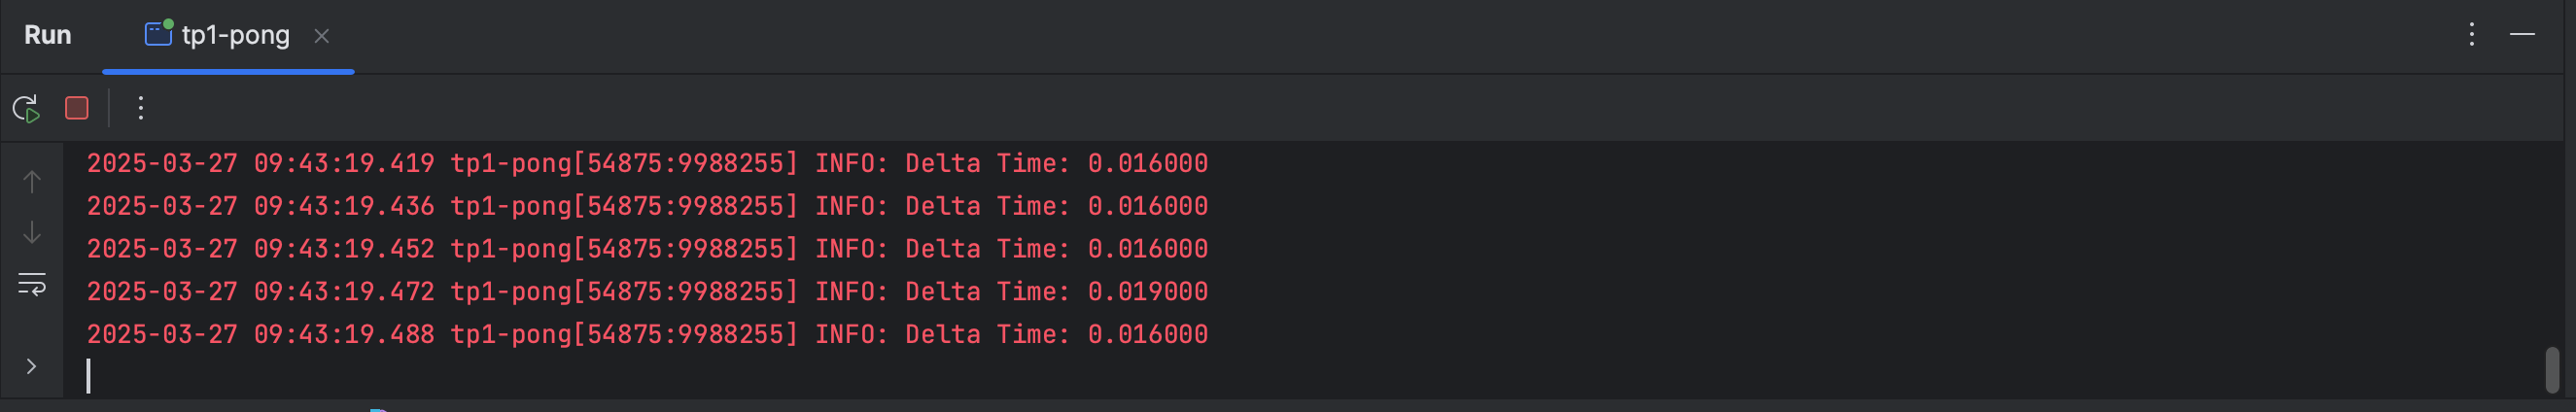 Run tp1-pong
2025-03-27 09:43:19.419 tp1-pong[54875:9988255] INFO: Delta Time: 0.016000
2025-03-27 09:43:19.436 tp1-pong[54875:9988255] INFO: Delta Time: 0.016000
2025-03-27 09:43:19.452 tp1-pong[54875:9988255] INFO: Delta Time: 0.016000
2025-03-27 09:43:19.472 tp1-pong[54875:9988255] INFO: Delta Time: 0.019000
2025-03-27 09:43:19.488 tp1-pong[54875:9988255] INFO: Delta Time: 0.016000